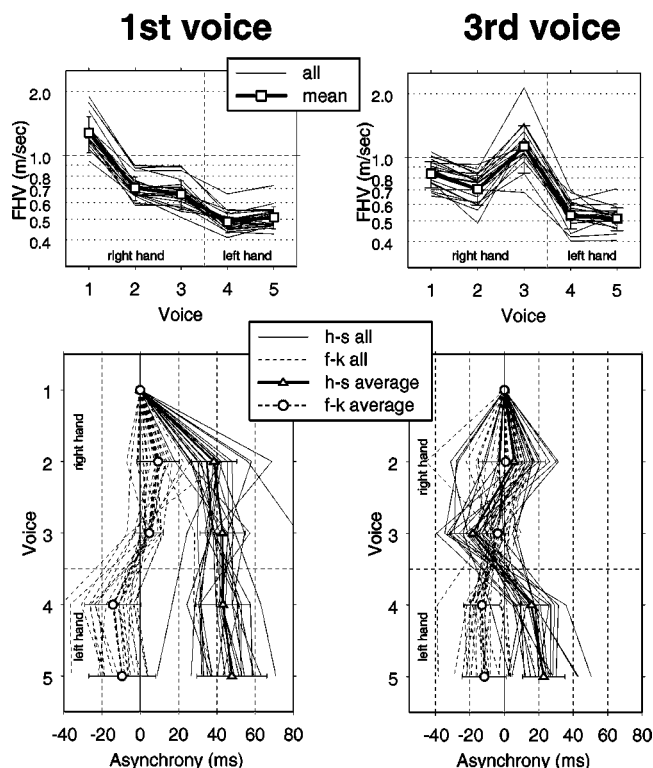 1st voice 3rd voice
all
mean
FHV (m/sec)
2.0
1.0
0.8
0.7
0.6
0.5
0.4
right hand left hand
1 2 3 4 5
Voice
FHV (m/sec)
2.0
1.0
0.8
0.7
0.6
0.5
0.4
right hand left hand
1 2 3 4 5
Voice
h-s all
f-k all
h-s average
f-k average
Voice
1
2
3
4
5
right hand
left hand
-40 -20 0 20 40 60 80
Asynchrony (ms)
Voice
1
2
3
4
5
right hand
left hand
-40 -20 0 20 40 60 80
Asynchrony (ms)